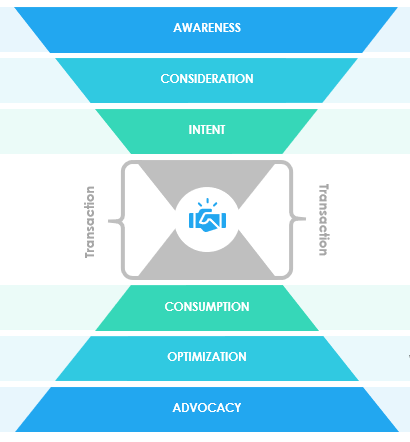 AWARENESS
CONSIDERATION
INTENT
Transaction
Transaction
CONSUMPTION
OPTIMIZATION
ADVOCACY